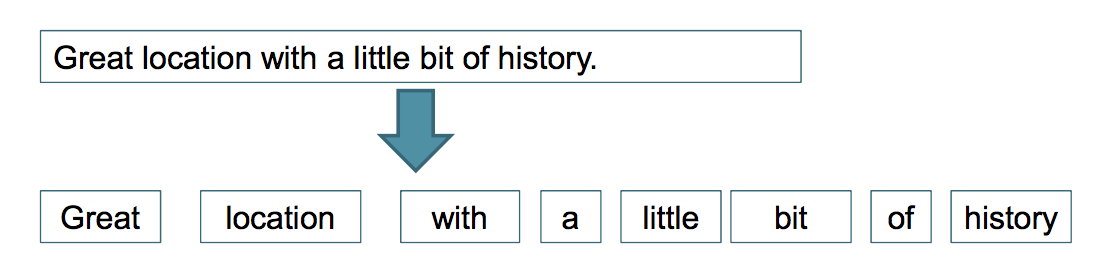 Great location with a little bit of history.
Great location with a little bit of history